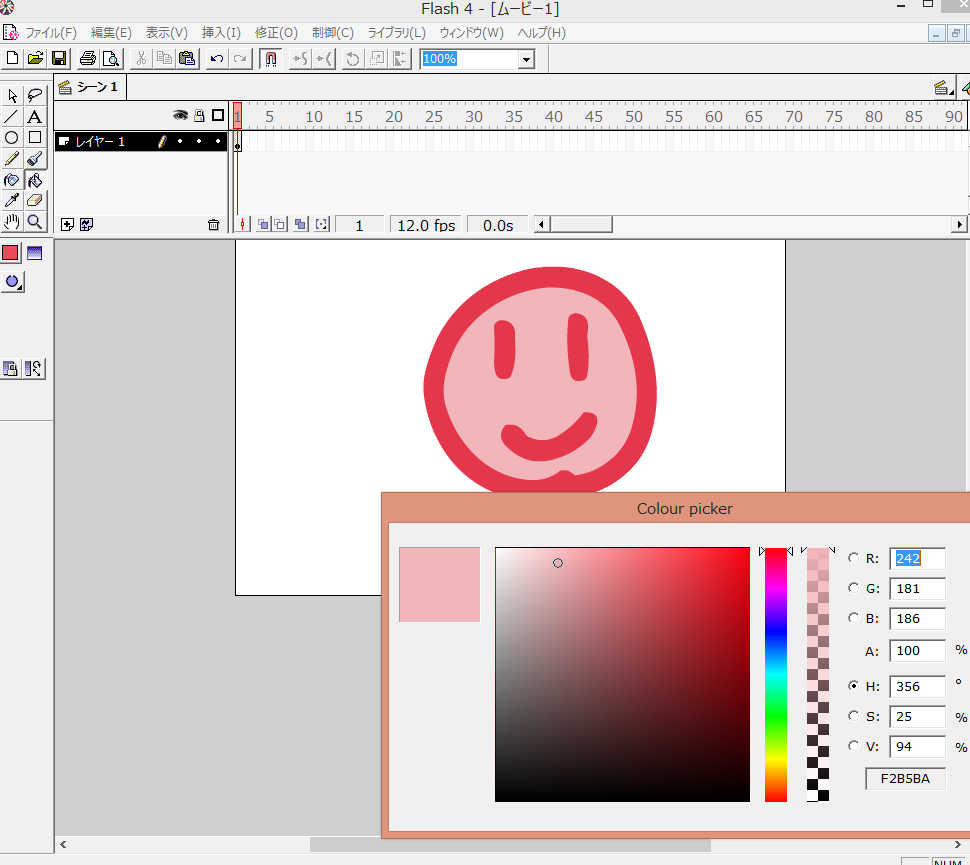 Flash 4 - [ムービー1]
ファイル(F) 編集(E) 表示(V) 挿入(I) 修正(O) 制御(C) ライブラリ(L) ウィンドウ(W) ヘルプ(H)
100%
シーン 1
1 5 10 15 20 25 30 35 40 45 50 55 60 65 70 75 80 85 90
レイヤー 1
1 12.0 fps 0.0s
Colour picker
R: 242
G: 181
B: 186
A: 100 %
H: 356 °
S: 25 %
V: 94 %
F2B5BA
NUM